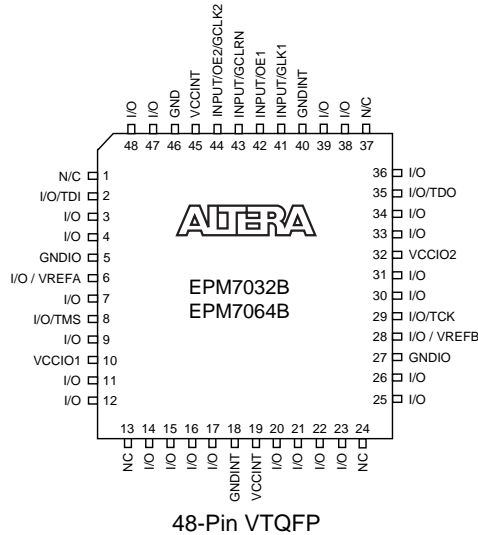 I/O I/O GND VCCINT INPUT/OE2/GCLK2 INPUT/GCLRN INPUT/OE1 INPUT/GLK1 GNDINT I/O I/O N/C
48 47 46 45 44 43 42 41 40 39 38 37
N/C 1
I/O/TDI 2
I/O 3
I/O 4
GNDIO 5
I/O / VREFA 6
I/O 7
I/O/TMS 8
I/O 9
VCCIO1 10
I/O 11
I/O 12
ALTERA
EPM7032B
EPM7064B
36 I/O
35 I/O/TDO
34 I/O
33 I/O
32 VCCIO2
31 I/O
30 I/O
29 I/O/TCK
28 I/O / VREFB
27 GNDIO
26 I/O
25 I/O
13 14 15 16 17 18 19 20 21 22 23 24
NC I/O I/O I/O I/O GNDINT VCCINT I/O I/O I/O I/O NC
48-Pin VTQFP